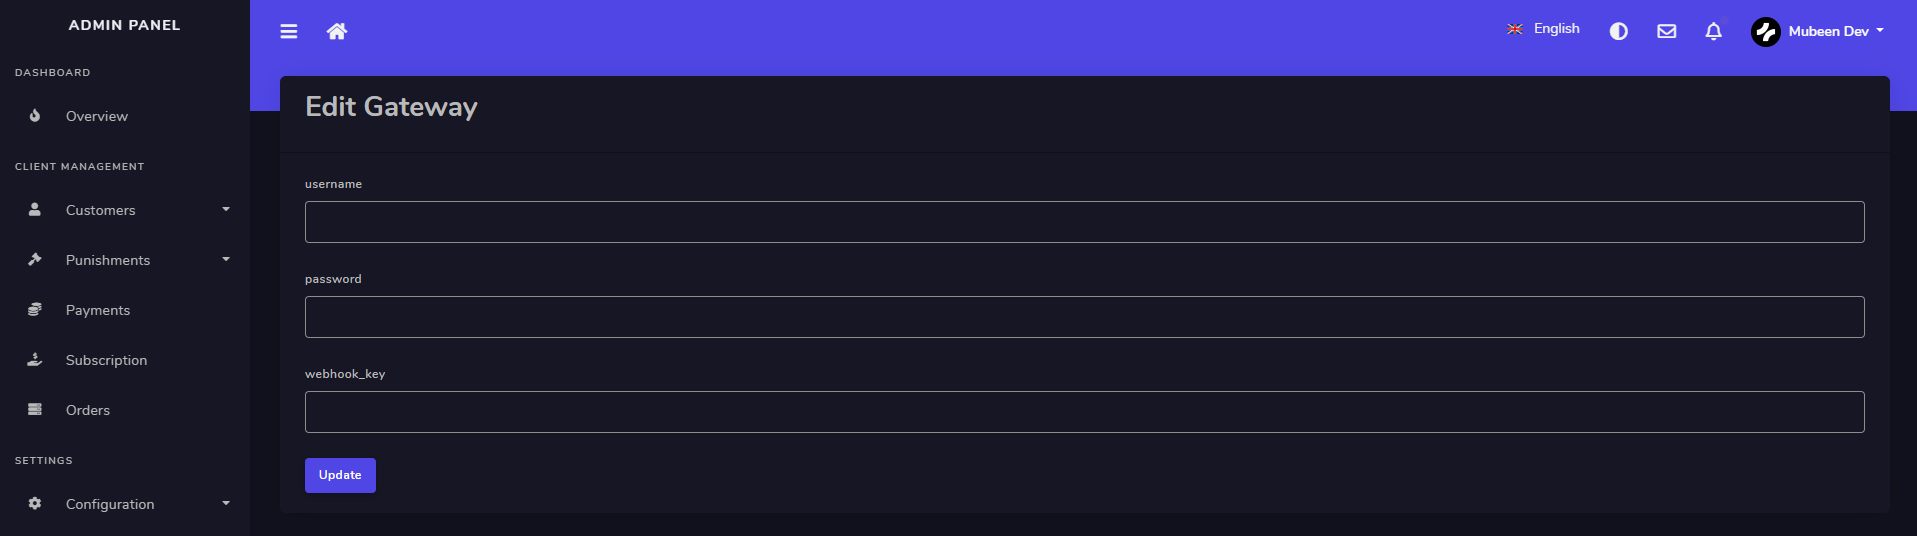 ADMIN PANEL
DASHBOARD
Overview
CLIENT MANAGEMENT
Customers
Punishments
Payments
Subscription
Orders
SETTINGS
Configuration
English
Mubeen Dev
Edit Gateway
username
password
webhook_key
Update